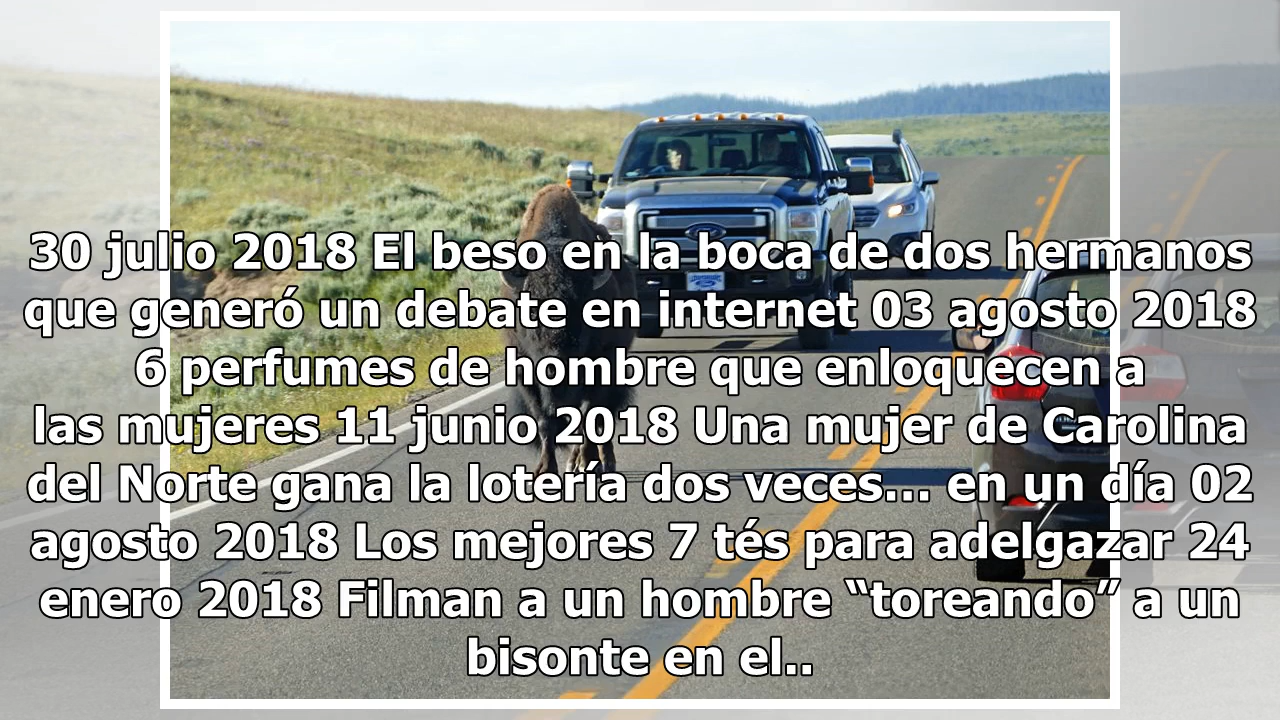 30 julio 2018 El beso en la boca de dos hermanos
que generó un debate en internet 03 agosto 2018
6 perfumes de hombre que enloquecen a
las mujeres 11 junio 2018 Una mujer de Carolina
del Norte gana la lotería dos veces... en un día 02
agosto 2018 Los mejores 7 tés para adelgazar 24
enero 2018 Filman a un hombre “toreando” a un
bisonte en el..